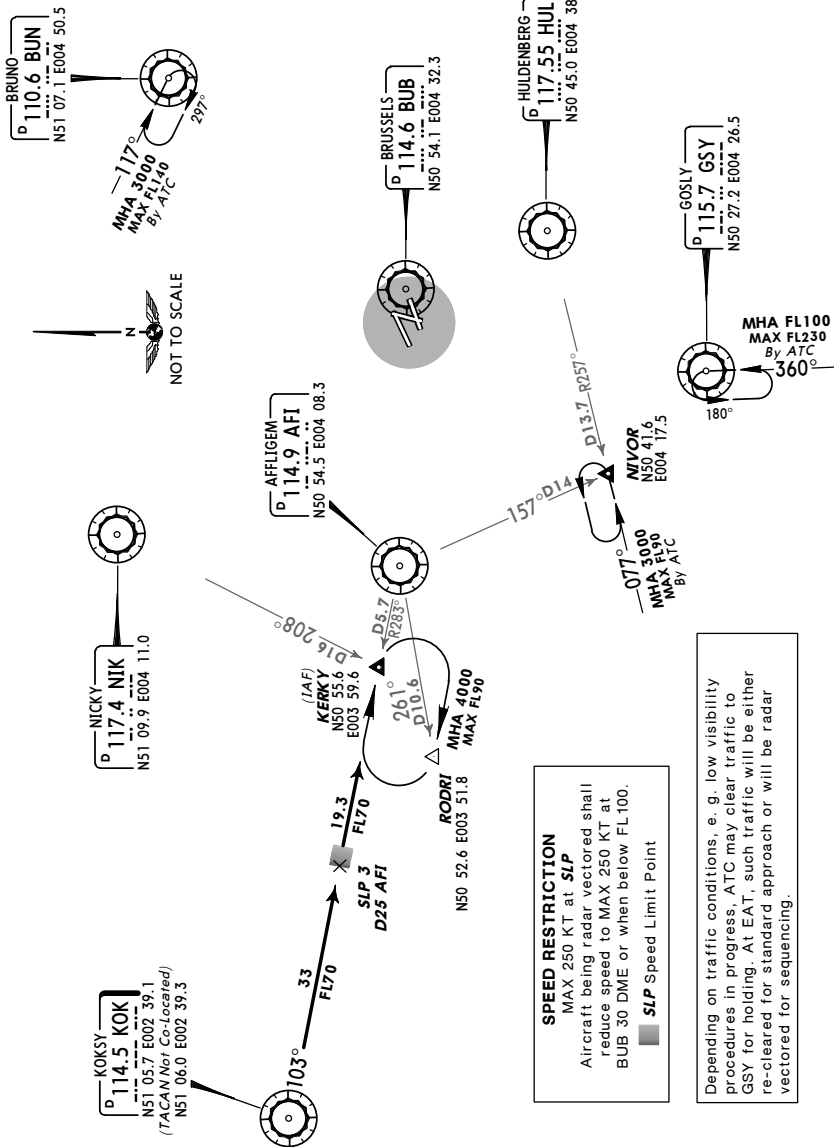 BRUNO
D 110.6 BUN
N51 07.1 E004 50.5
117°
297°
MHA 3000
MAX FL140
By ATC
N
NOT TO SCALE
BRUSSELS
D 114.6 BUB
N50 54.1 E004 32.3
HULDENBERG
D 117.55 HUL
N50 45.0 E004 38
GOSLY
D 115.7 GSY
N50 27.2 E004 26.5
MHA FL100
MAX FL230
By ATC
360°
180°
AFFLIGEM
D 114.9 AFI
N50 54.5 E004 08.3
D13.7 R257°
157° D14
NIVOR
N50 41.6
E004 17.5
077°
MHA 3000
MAX FL90
By ATC
NICKY
D 117.4 NIK
N51 09.9 E004 11.0
D16 208°
D5.7
R283°
(IAF)
KERKY
N50 55.6
E003 59.6
261°
D10.6
MHA 4000
MAX FL90
RODRI
N50 52.6 E003 51.8
19.3
FL70
SLP 3
D25 AFI
33
FL70
103°
KOKSY
D 114.5 KOK
N51 05.7 E002 39.1
(TACAN Not Co-Located)
N51 06.0 E002 39.3
SPEED RESTRICTION
MAX 250 KT at SLP
Aircraft being radar vectored shall
reduce speed to MAX 250 KT at
BUB 30 DME or when below FL100.
SLP Speed Limit Point
Depending on traffic conditions, e. g. low visibility
procedures in progress, ATC may clear traffic to
GSY for holding. At EAT, such traffic will be either
re-cleared for standard approach or will be radar
vectored for sequencing.